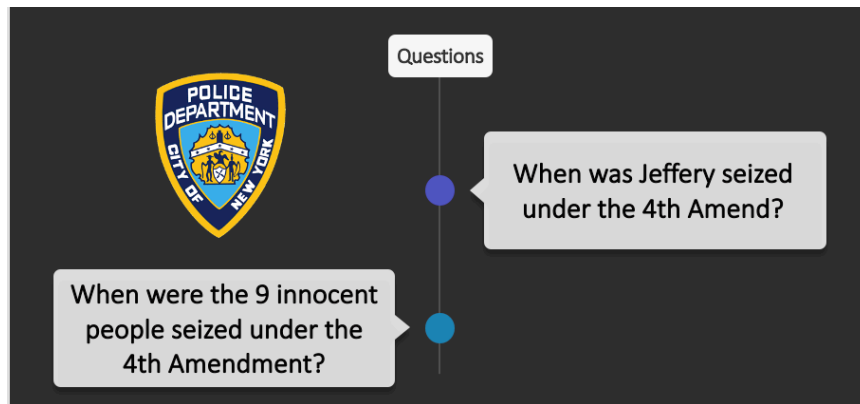 Questions
POLICE
DEPARTMENT
CITY OF
NEW YORK
When was Jeffery seized
under the 4th Amend?
When were the 9 innocent
people seized under the
4th Amendment?